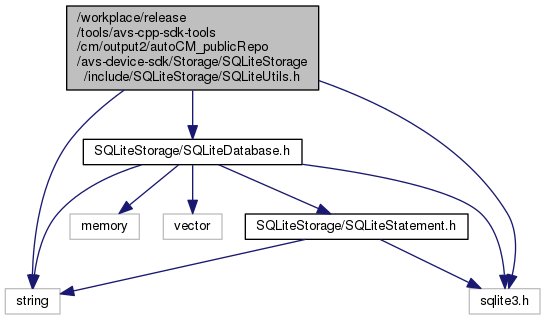 /workplace/release
/tools/avs-cpp-sdk-tools
/cm/output2/autoCM_publicRepo
/avs-device-sdk/Storage/SQLiteStorage
/include/SQLiteStorage/SQLiteUtils.h
SQLiteStorage/SQLiteDatabase.h
memory
vector
SQLiteStorage/SQLiteStatement.h
string
sqlite3.h